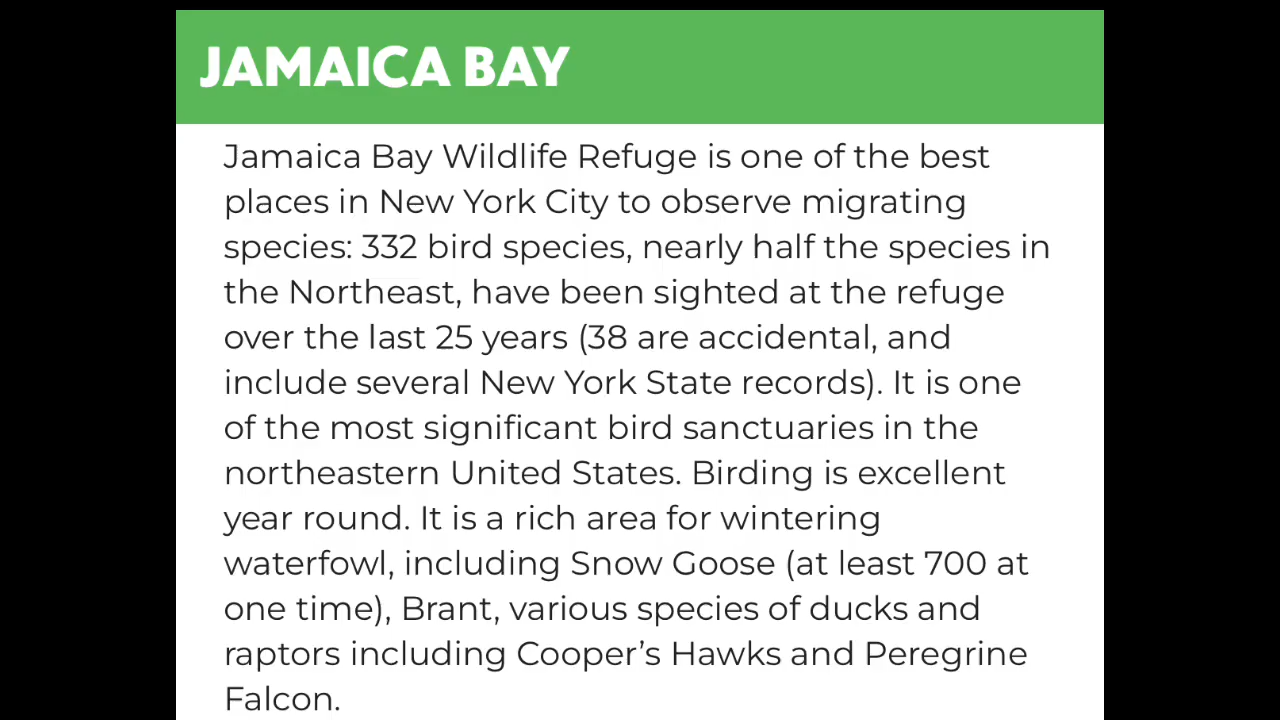 JAMAICA BAY
Jamaica Bay Wildlife Refuge is one of the best
places in New York City to observe migrating
species: 332 bird species, nearly half the species in
the Northeast, have been sighted at the refuge
over the last 25 years (38 are accidental, and
include several New York State records). It is one
of the most significant bird sanctuaries in the
northeastern United States. Birding is excellent
year round. It is a rich area for wintering
waterfowl, including Snow Goose (at least 700 at
one time), Brant, various species of ducks and
raptors including Cooper’s Hawks and Peregrine
Falcon.